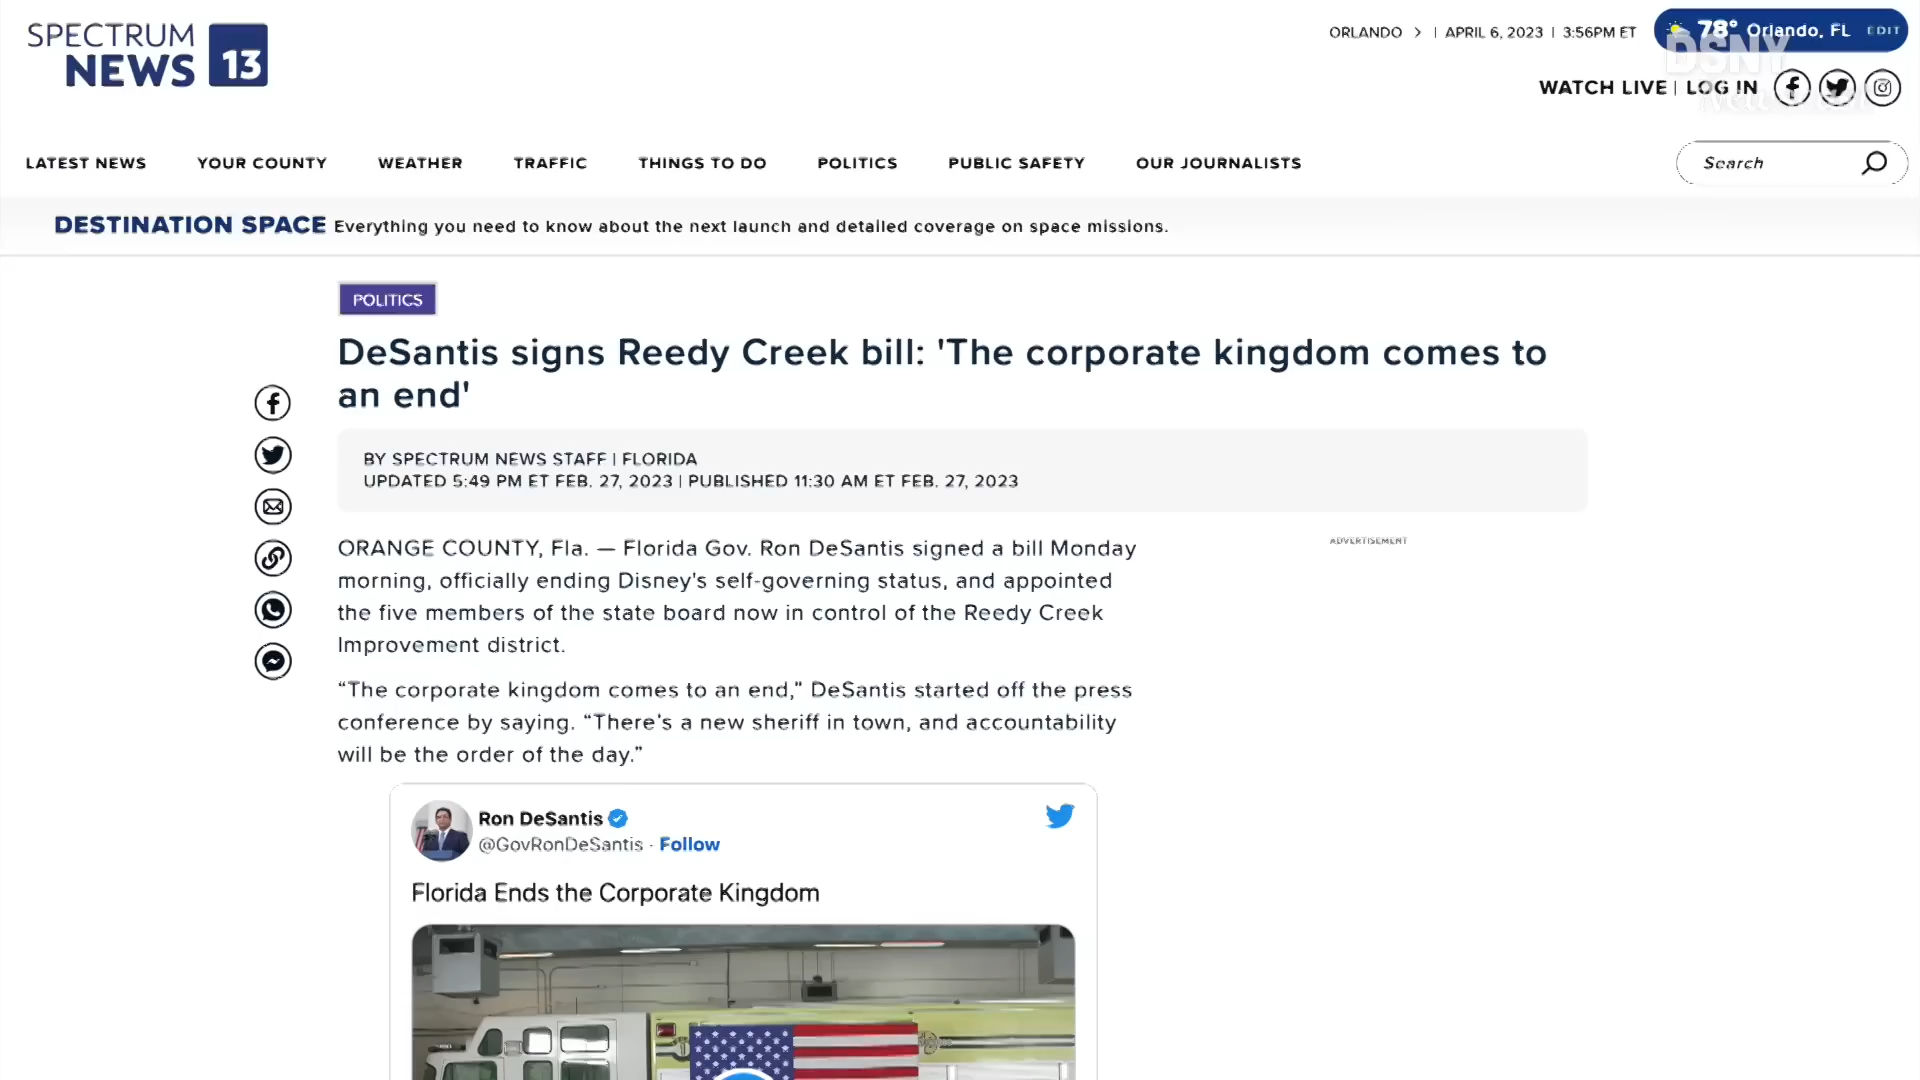 SPECTRUM
NEWS 13
ORLANDO > | APRIL 6, 2023 | 3:56PM ET
78° Orlando, FL EDIT
DSNY
WATCH LIVE | LOG IN
LATEST NEWS YOUR COUNTY WEATHER TRAFFIC THINGS TO DO POLITICS PUBLIC SAFETY OUR JOURNALISTS
Search
DESTINATION SPACE Everything you need to know about the next launch and detailed coverage on space missions.
POLITICS
DeSantis signs Reedy Creek bill: 'The corporate kingdom comes to
an end'
BY SPECTRUM NEWS STAFF | FLORIDA
UPDATED 5:49 PM ET FEB. 27, 2023 | PUBLISHED 11:30 AM ET FEB. 27, 2023
ORANGE COUNTY, Fla. — Florida Gov. Ron DeSantis signed a bill Monday
morning, officially ending Disney's self-governing status, and appointed
the five members of the state board now in control of the Reedy Creek
Improvement district.
ADVERTISEMENT
“The corporate kingdom comes to an end,” DeSantis started off the press
conference by saying. “There’s a new sheriff in town, and accountability
will be the order of the day.”
Ron DeSantis
@GovRonDeSantis · Follow
Florida Ends the Corporate Kingdom